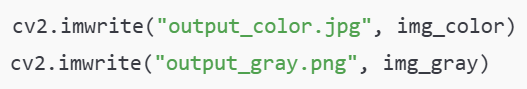 cv2.imwrite("output_color.jpg", img_color)
cv2.imwrite("output_gray.png", img_gray)